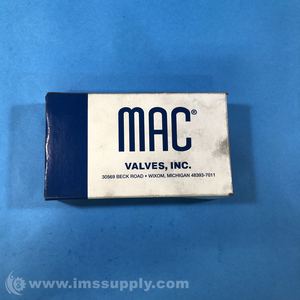 MAC®
VALVES, INC.
30569 BECK ROAD • WIXOM, MICHIGAN 48393-7011
© www.imssupply.com